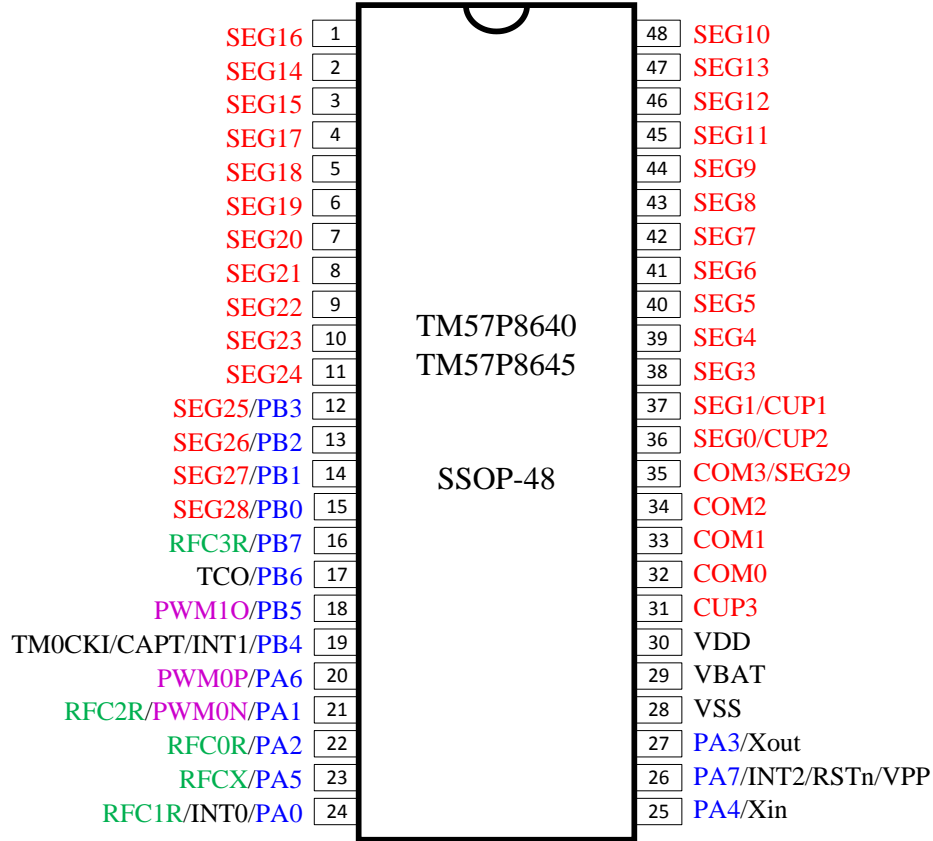 SEG16 1 48 SEG10
SEG14 2 47 SEG13
SEG15 3 46 SEG12
SEG17 4 45 SEG11
SEG18 5 44 SEG9
SEG19 6 43 SEG8
SEG20 7 42 SEG7
SEG21 8 41 SEG6
SEG22 9 40 SEG5
TM57P8640
SEG23 10 39 SEG4
TM57P8645
SEG24 11 38 SEG3
SEG25/PB3 12 37 SEG1/CUP1
SEG26/PB2 13 36 SEG0/CUP2
SEG27/PB1 14 SSOP-48 35 COM3/SEG29
SEG28/PB0 15 34 COM2
RFC3R/PB7 16 33 COM1
TCO/PB6 17 32 COM0
PWM1O/PB5 18 31 CUP3
TM0CKI/CAPT/INT1/PB4 19 30 VDD
PWM0P/PA6 20 29 VBAT
RFC2R/PWM0N/PA1 21 28 VSS
RFC0R/PA2 22 27 PA3/Xout
RFCX/PA5 23 26 PA7/INT2/RSTn/VPP
RFC1R/INT0/PA0 24 25 PA4/Xin